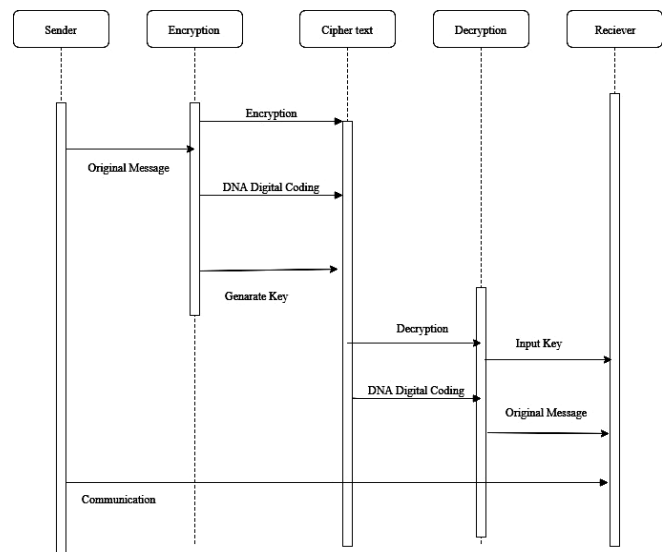 Sender
Encryption
Cipher text
Decryption
Reciever
Encryption
Original Message
DNA Digital Coding
Genarate Key
Decryption
Input Key
DNA Digital Coding
Original Message
Communication